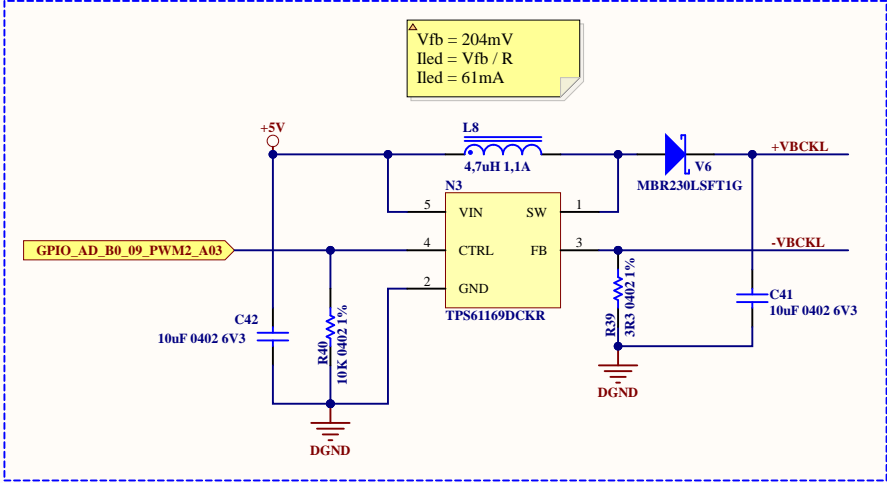 Vfb = 204mV
Iled = Vfb / R
Iled = 61mA
+5V
L8
4,7uH 1,1A
V6
MBR230LSFT1G
+VBCKL
N3
5
VIN
SW
1
GPIO_AD_B0_09_PWM2_A03
4
CTRL
FB
3
-VBCKL
2
GND
TPS61169DCKR
C42
10uF 0402 6V3
R40
10K 0402 1%
R39
3R3 0402 1%
C41
10uF 0402 6V3
DGND
DGND